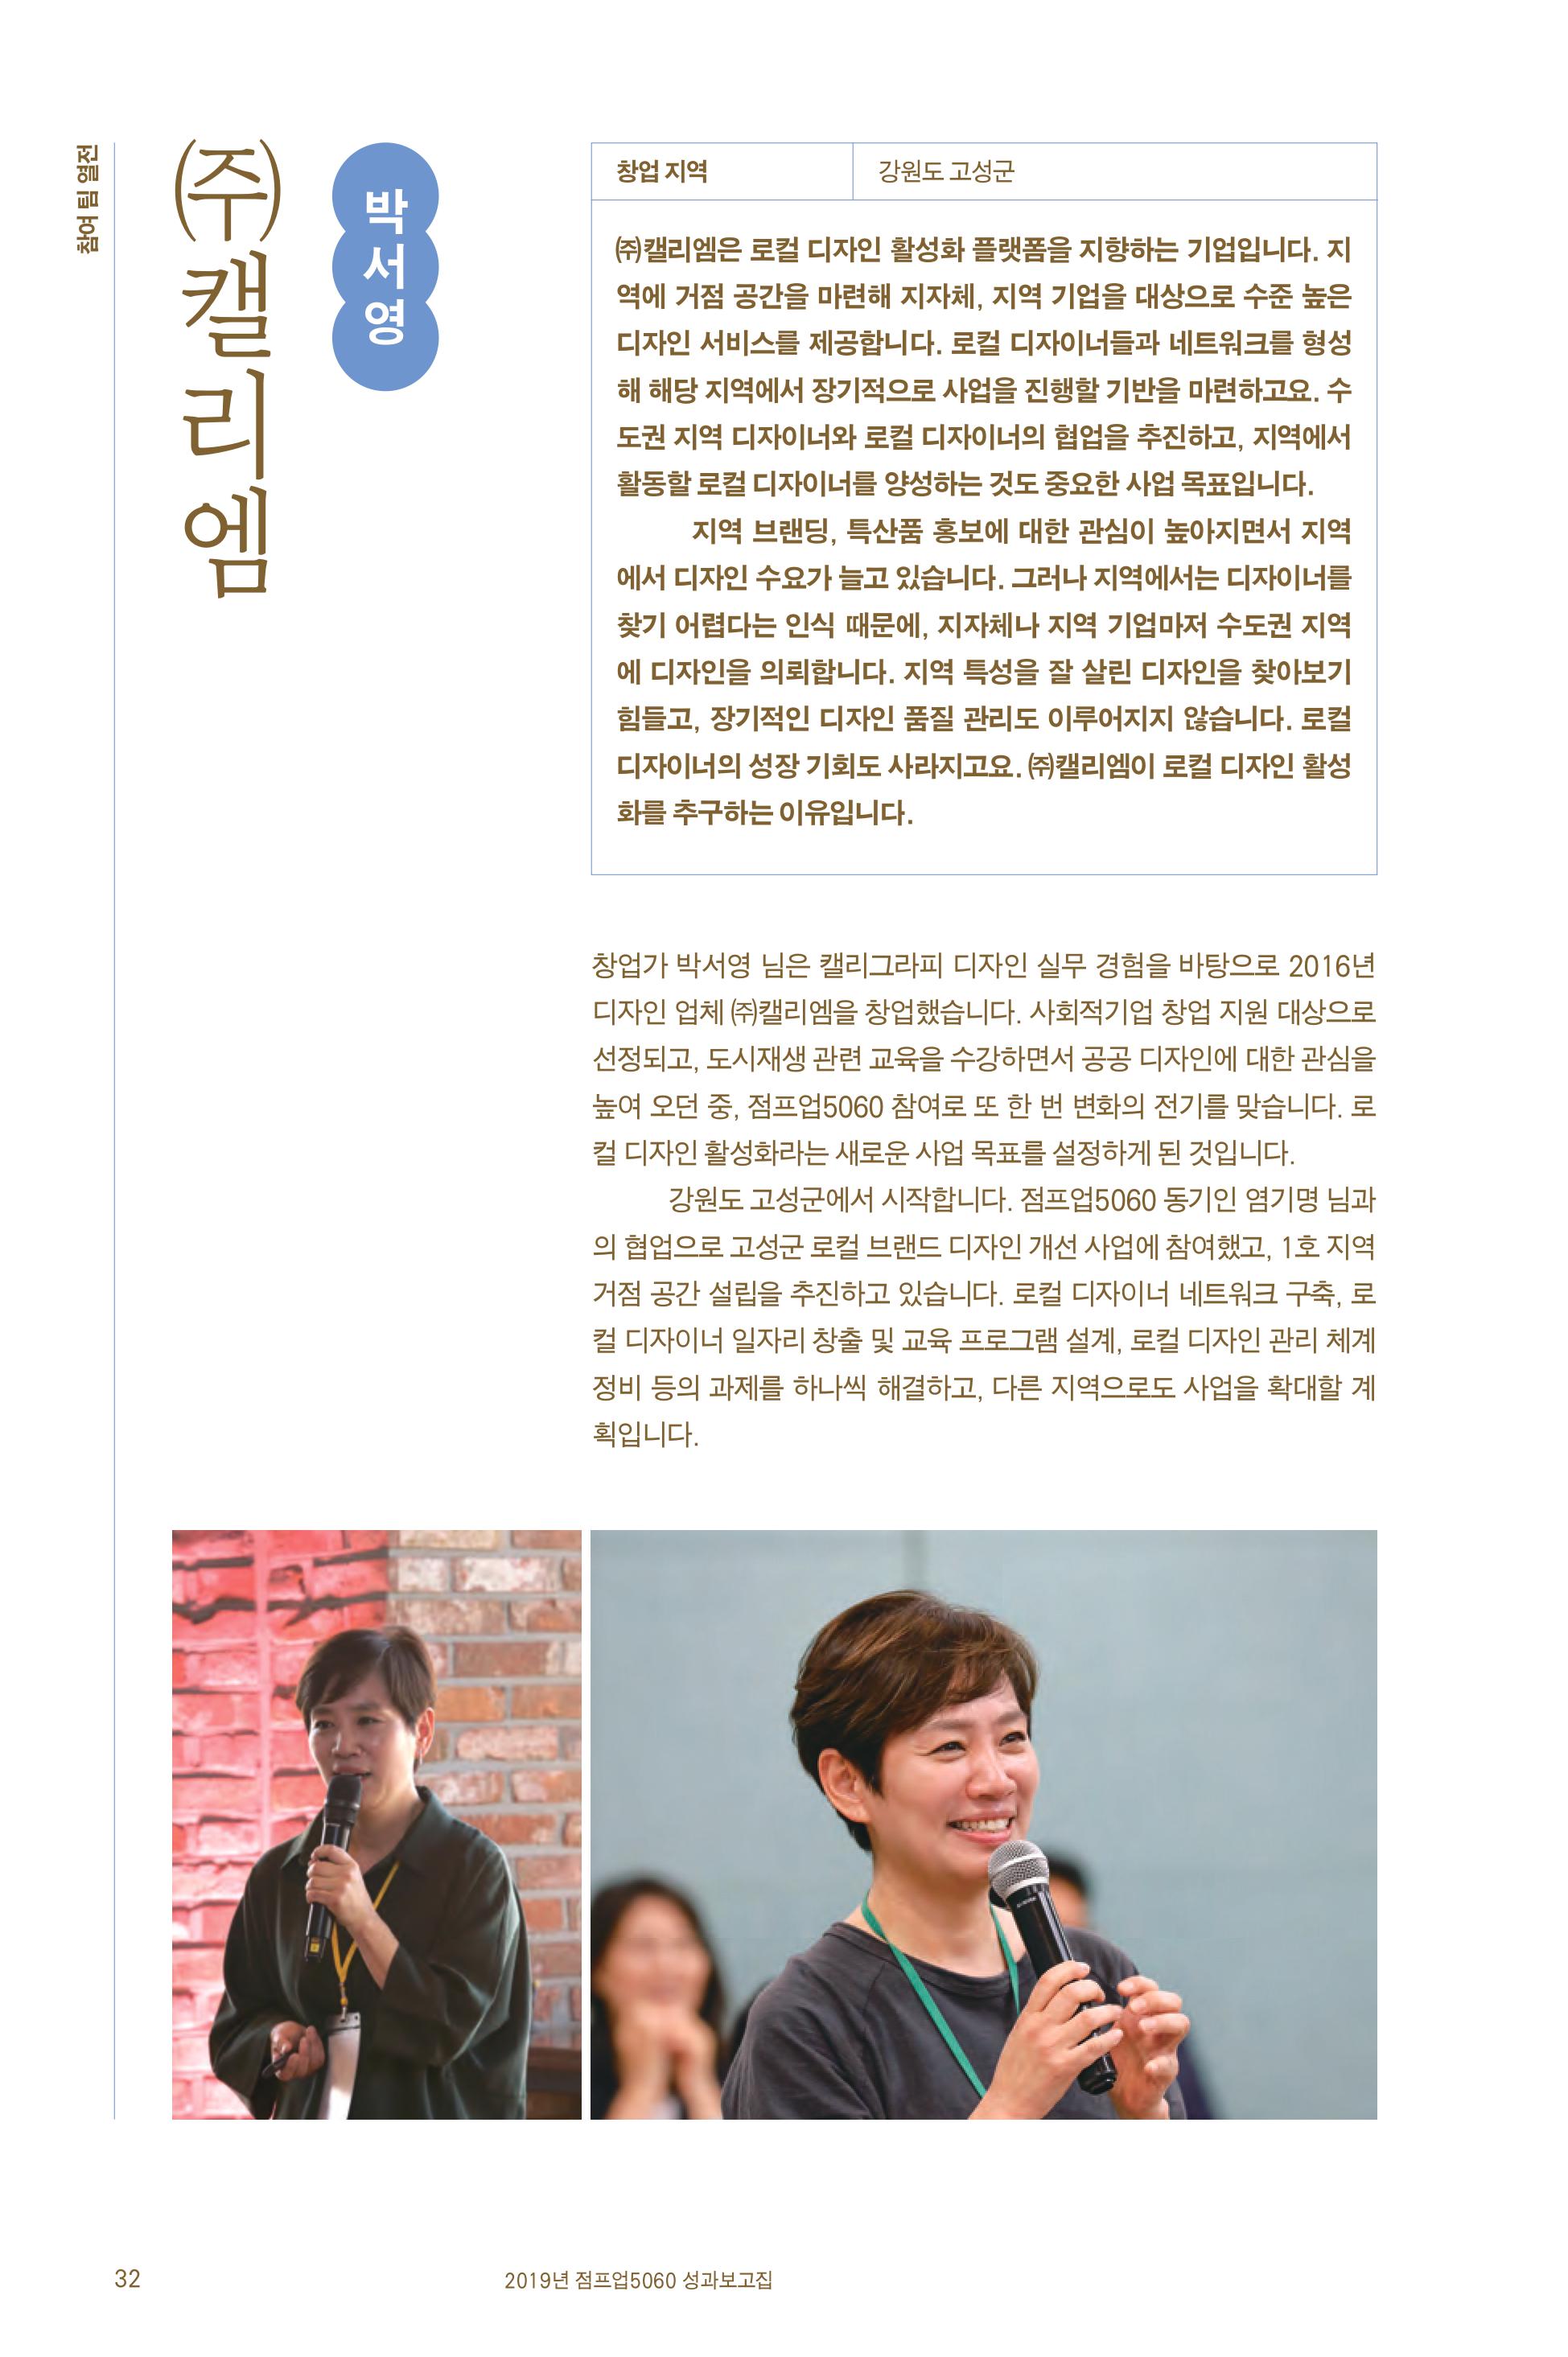 참여 팀 열전
㈜캘리엠
박서영
창업 지역 강원도 고성군
㈜캘리엠은 로컬 디자인 활성화 플랫폼을 지향하는 기업입니다. 지
역에 거점 공간을 마련해 지자체, 지역 기업을 대상으로 수준 높은
디자인 서비스를 제공합니다. 로컬 디자이너들과 네트워크를 형성
해 해당 지역에서 장기적으로 사업을 진행할 기반을 마련하고요. 수
도권 지역 디자이너와 로컬 디자이너의 협업을 추진하고, 지역에서
활동할 로컬 디자이너를 양성하는 것도 중요한 사업 목표입니다.
지역 브랜딩, 특산품 홍보에 대한 관심이 높아지면서 지역
에서 디자인 수요가 늘고 있습니다. 그러나 지역에서는 디자이너를
찾기 어렵다는 인식 때문에, 지자체나 지역 기업마저 수도권 지역
에 디자인을 의뢰합니다. 지역 특성을 잘 살린 디자인을 찾아보기
힘들고, 장기적인 디자인 품질 관리도 이루어지지 않습니다. 로컬
디자이너의 성장 기회도 사라지고요. ㈜캘리엠이 로컬 디자인 활성
화를 추구하는 이유입니다.
창업가 박서영 님은 캘리그라피 디자인 실무 경험을 바탕으로 2016년
디자인 업체 ㈜캘리엠을 창업했습니다. 사회적기업 창업 지원 대상으로
선정되고, 도시재생 관련 교육을 수강하면서 공공 디자인에 대한 관심을
높여 오던 중, 점프업5060 참여로 또 한 번 변화의 전기를 맞습니다. 로
컬 디자인 활성화라는 새로운 사업 목표를 설정하게 된 것입니다.
강원도 고성군에서 시작합니다. 점프업5060 동기인 염기명 님과
의 협업으로 고성군 로컬 브랜드 디자인 개선 사업에 참여했고, 1호 지역
거점 공간 설립을 추진하고 있습니다. 로컬 디자이너 네트워크 구축, 로
컬 디자이너 일자리 창출 및 교육 프로그램 설계, 로컬 디자인 관리 체계
정비 등의 과제를 하나씩 해결하고, 다른 지역으로도 사업을 확대할 계
획입니다.
32
2019년 점프업5060 성과보고집